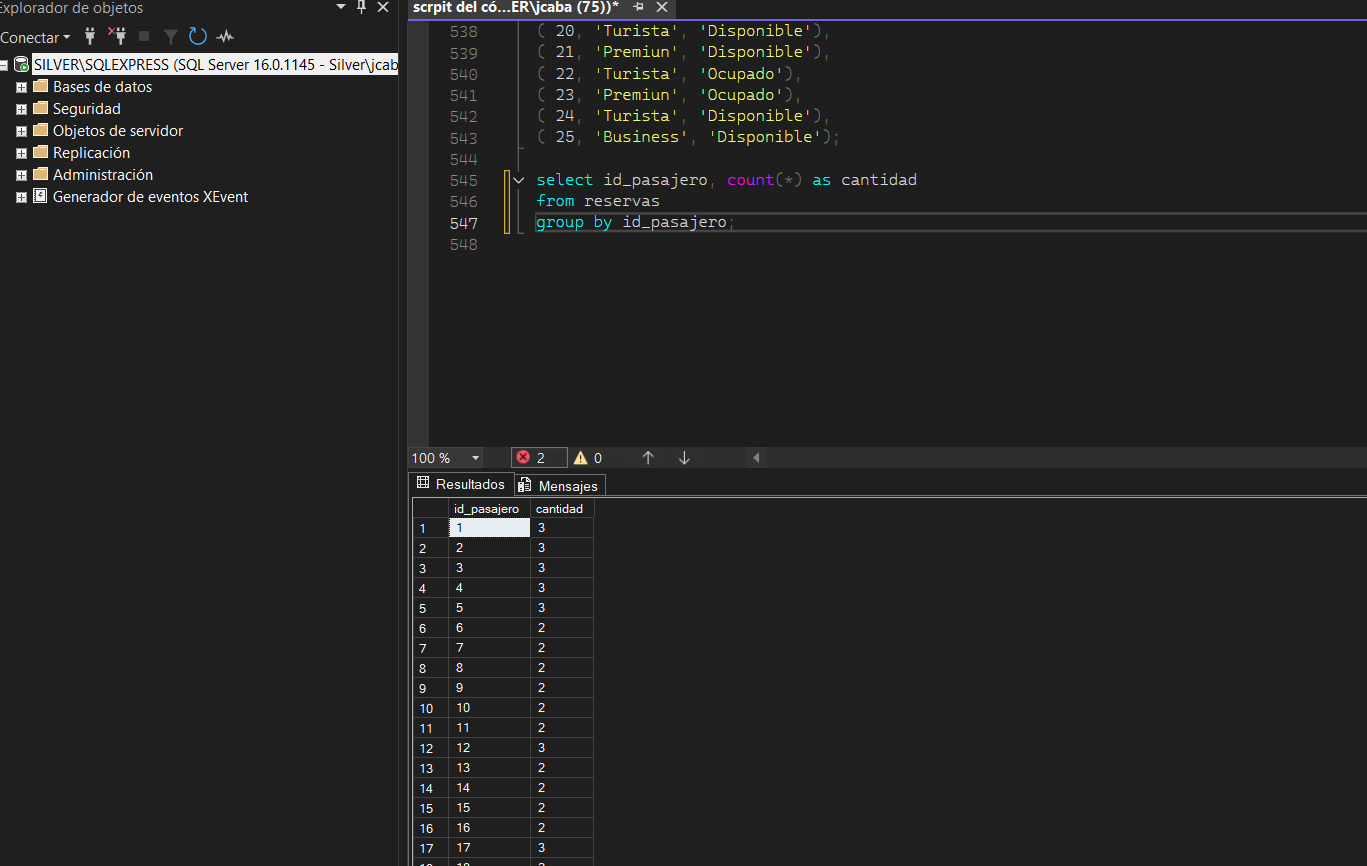 Explorador de objetos
Conectar
SILVER\SQLEXPRESS (SQL Server 16.0.1145 - Silver\jcab
Bases de datos
Seguridad
Objetos de servidor
Replicación
Administración
Generador de eventos XEvent
scrpit del có...ER\jcaba (75))*
538 ( 20, 'Turista', 'Disponible'),
539 ( 21, 'Premiun', 'Disponible'),
540 ( 22, 'Turista', 'Ocupado'),
541 ( 23, 'Premiun', 'Ocupado'),
542 ( 24, 'Turista', 'Disponible'),
543 ( 25, 'Business', 'Disponible');
544
545 select id_pasajero, count(*) as cantidad
546 from reservas
547 group by id_pasajero;
548
100 % 2 0
Resultados Mensajes
id_pasajero cantidad
1 1 3
2 2 3
3 3 3
4 4 3
5 5 3
6 6 2
7 7 2
8 8 2
9 9 2
10 10 2
11 11 2
12 12 3
13 13 2
14 14 2
15 15 2
16 16 2
17 17 3